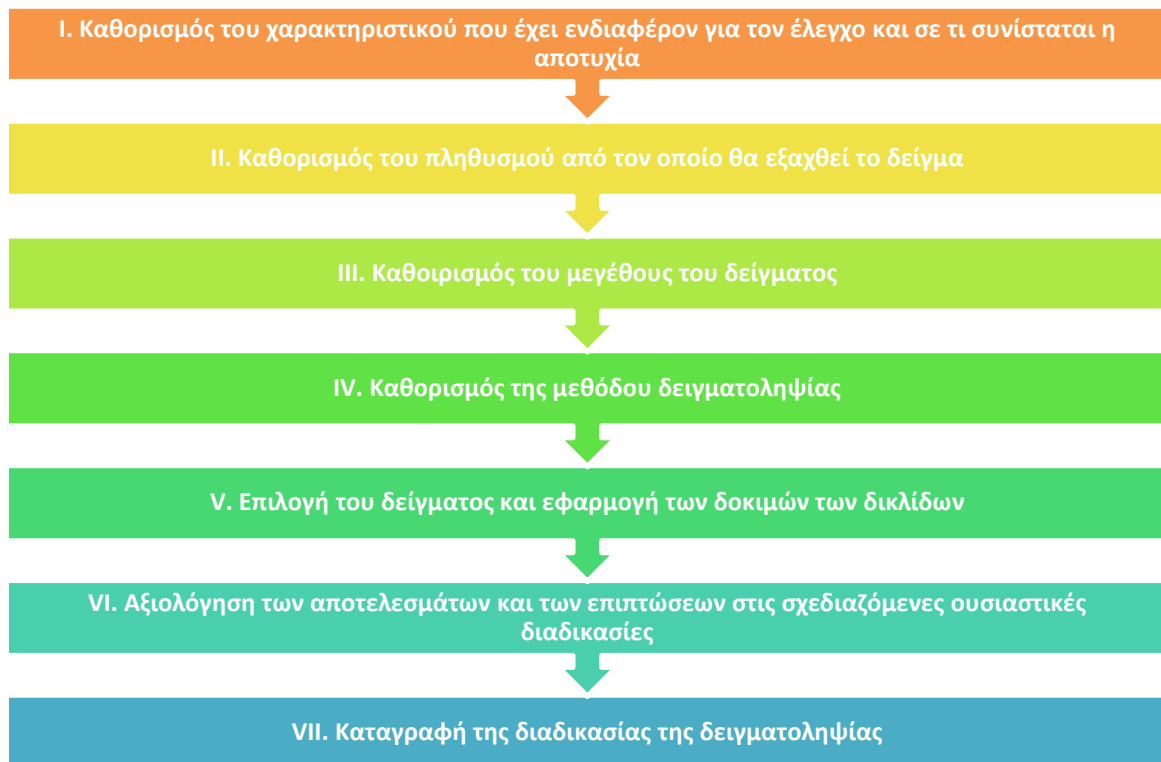 I. Καθορισμός του χαρακτηριστικού που έχει ενδιαφέρον για τον έλεγχο και σε τι συνίσταται η
αποτυχία
II. Καθορισμός του πληθυσμού από τον οποίο θα εξαχθεί το δείγμα
III. Καθοιρισμός του μεγέθους του δείγματος
IV. Καθορισμός της μεθόδου δειγματοληψίας
V. Επιλογή του δείγματος και εφαρμογή των δοκιμών των δικλίδων
VI. Αξιολόγηση των αποτελεσμάτων και των επιπτώσεων στις σχεδιαζόμενες ουσιαστικές
διαδικασίες
VII. Καταγραφή της διαδικασίας της δειγματοληψίας